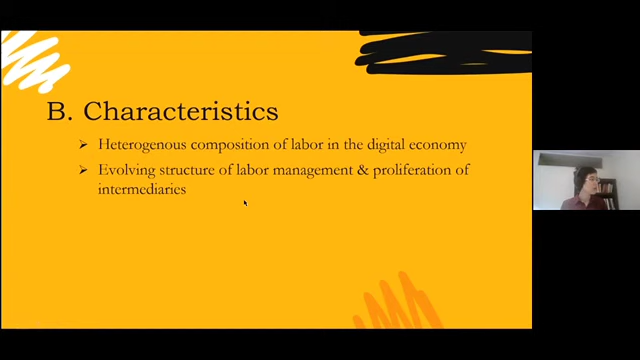 B. Characteristics
➢ Heterogenous composition of labor in the digital economy
➢ Evolving structure of labor management & proliferation of
intermediaries